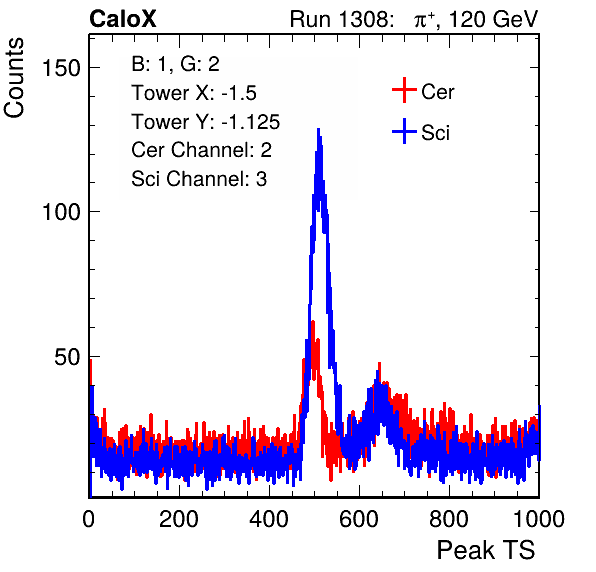 CaloX Run 1308: π⁺, 120 GeV
B: 1, G: 2
Tower X: -1.5
Tower Y: -1.125
Cer Channel: 2
Sci Channel: 3
Cer
Sci
Counts
150
100
50
0 200 400 600 800 1000
Peak TS